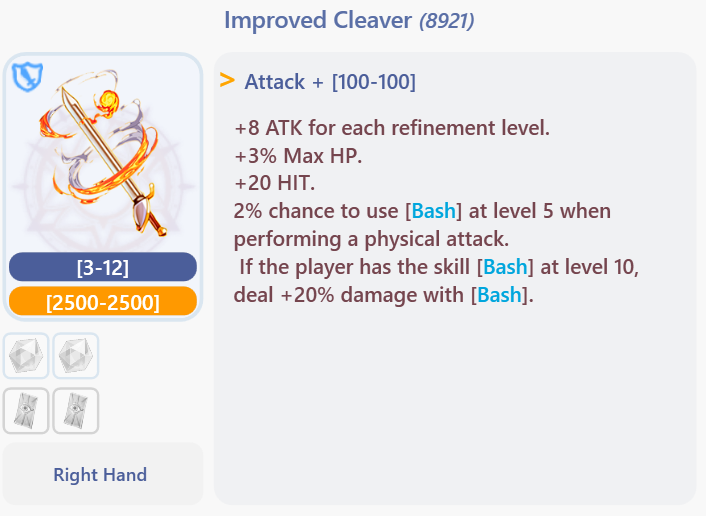 Improved Cleaver (8921)
> Attack + [100-100]
+8 ATK for each refinement level.
+3% Max HP.
+20 HIT.
2% chance to use [Bash] at level 5 when
performing a physical attack.
If the player has the skill [Bash] at level 10,
deal +20% damage with [Bash].
[3-12]
[2500-2500]
Right Hand